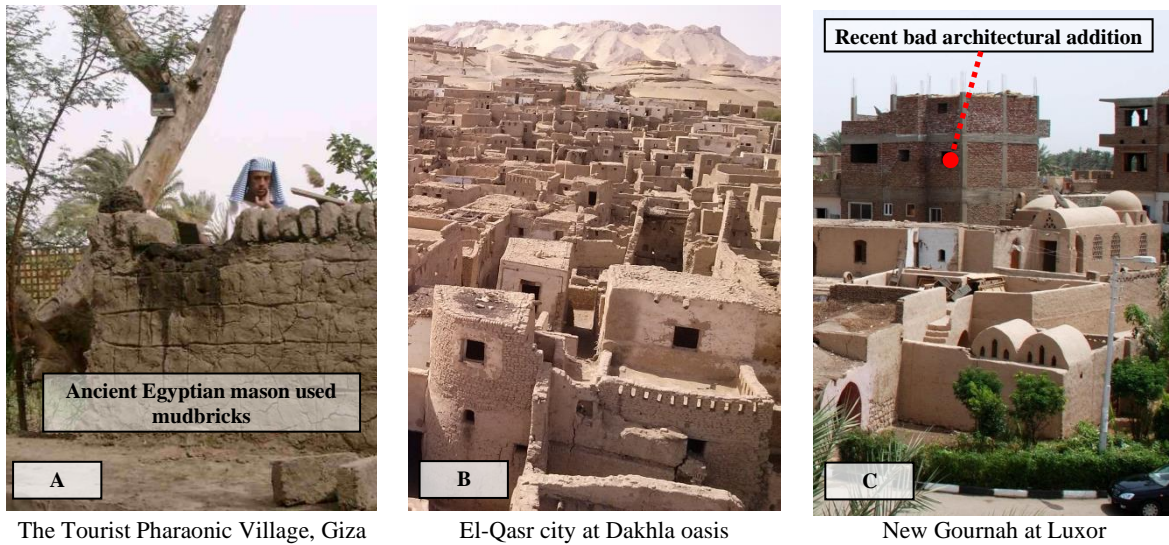 Recent bad architectural addition
Ancient Egyptian mason used
mudbricks
A
B
C
The Tourist Pharaonic Village, Giza
El-Qasr city at Dakhla oasis
New Gournah at Luxor